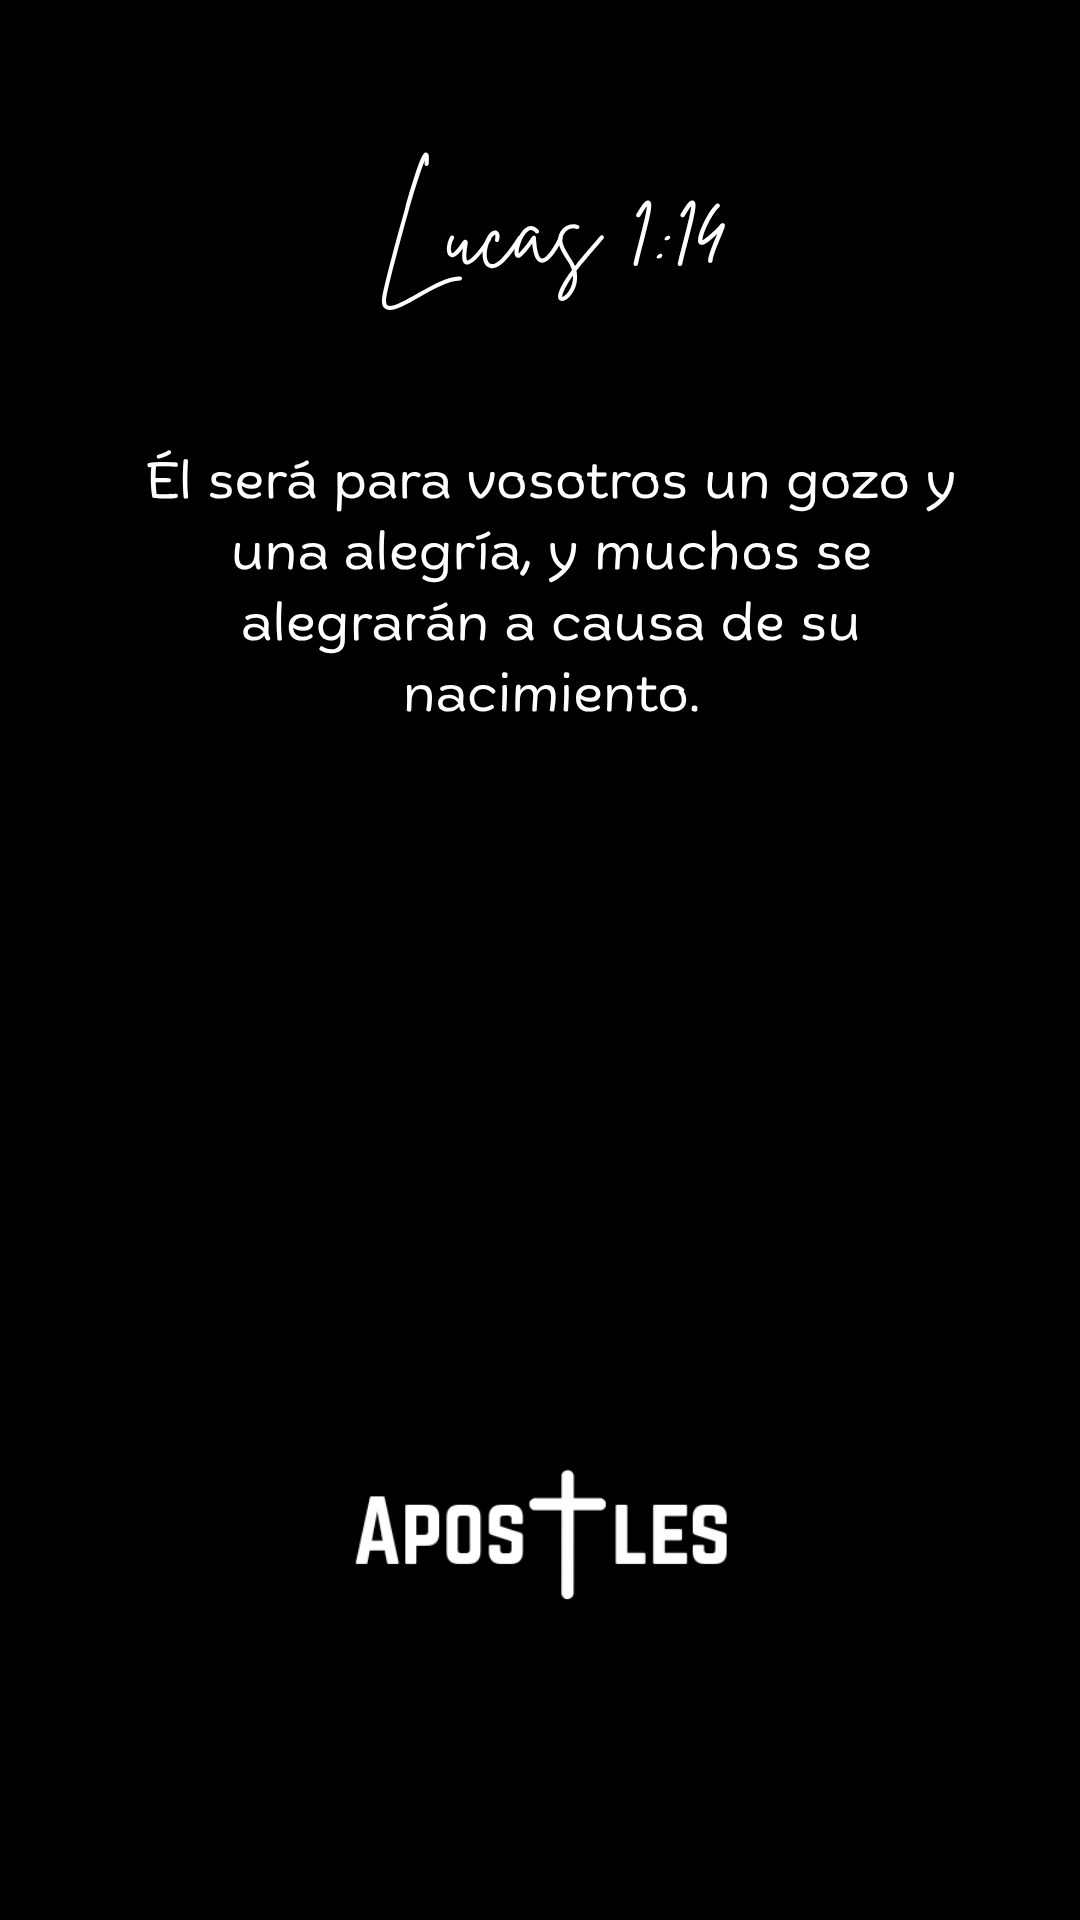 Lucas 1:14
Él será para vosotros un gozo y
una alegría, y muchos se
alegrarán a causa de su
nacimiento.
APOSTLES